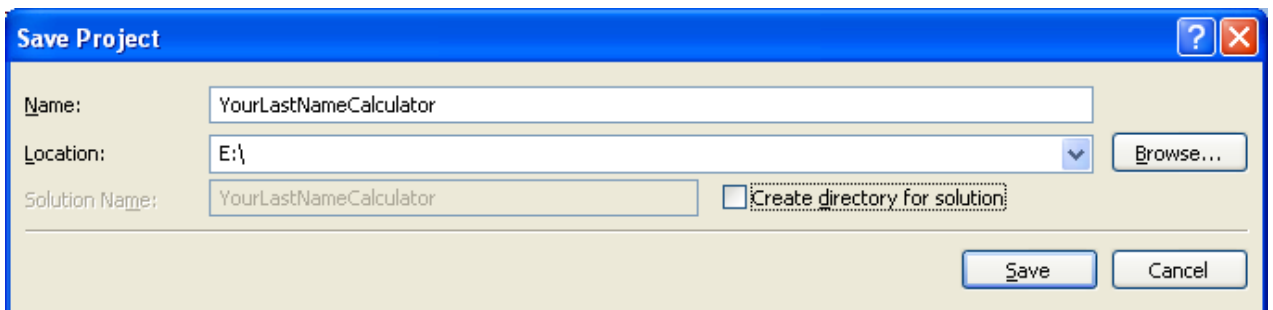 Save Project
Name: YourLastNameCalculator
Location: E:\ Browse...
Solution Name: YourLastNameCalculator Create directory for solution
Save Cancel